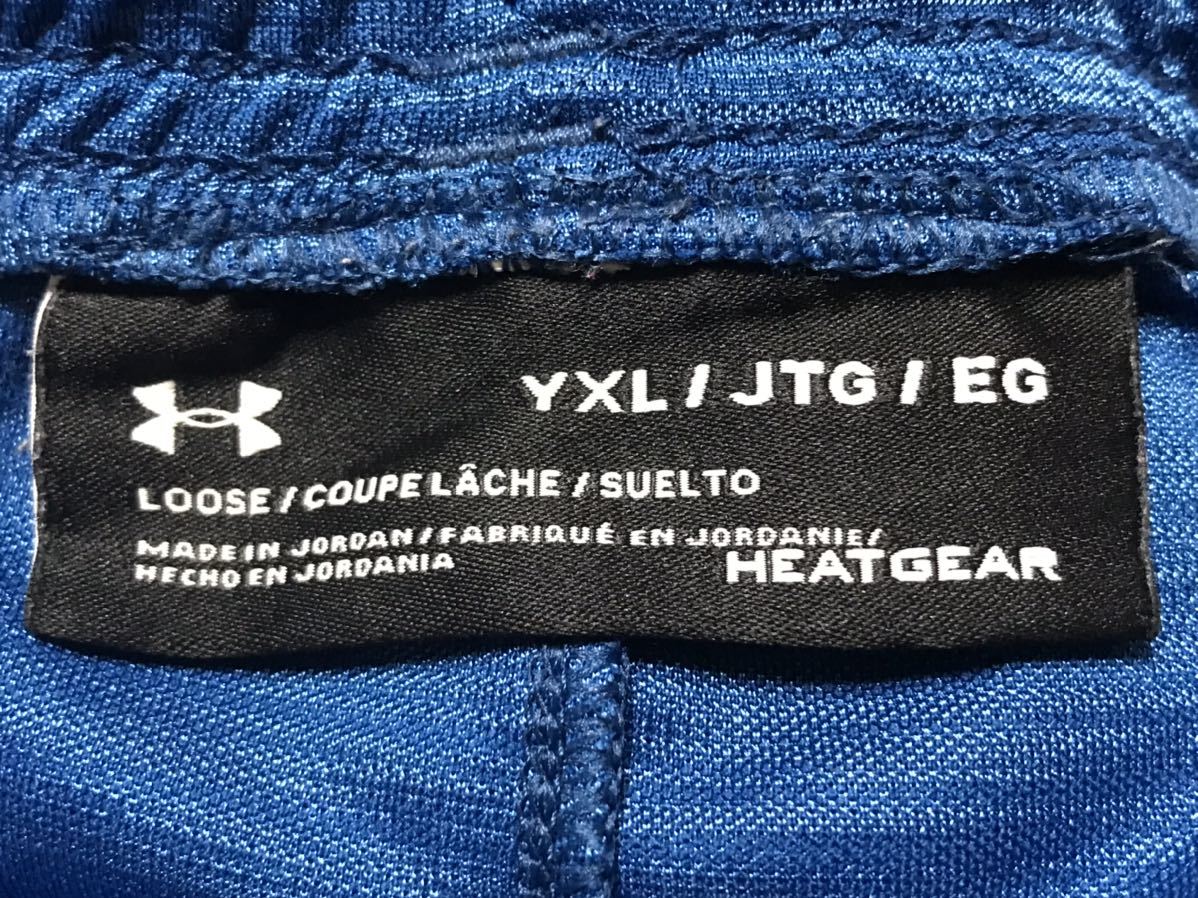 YXL / JTG / EG
LOOSE / COUPE LÂCHE / SUELTO
MADE IN JORDAN / FABRIQUÉ EN JORDANIE /
HECHO EN JORDANIA
HEATGEAR